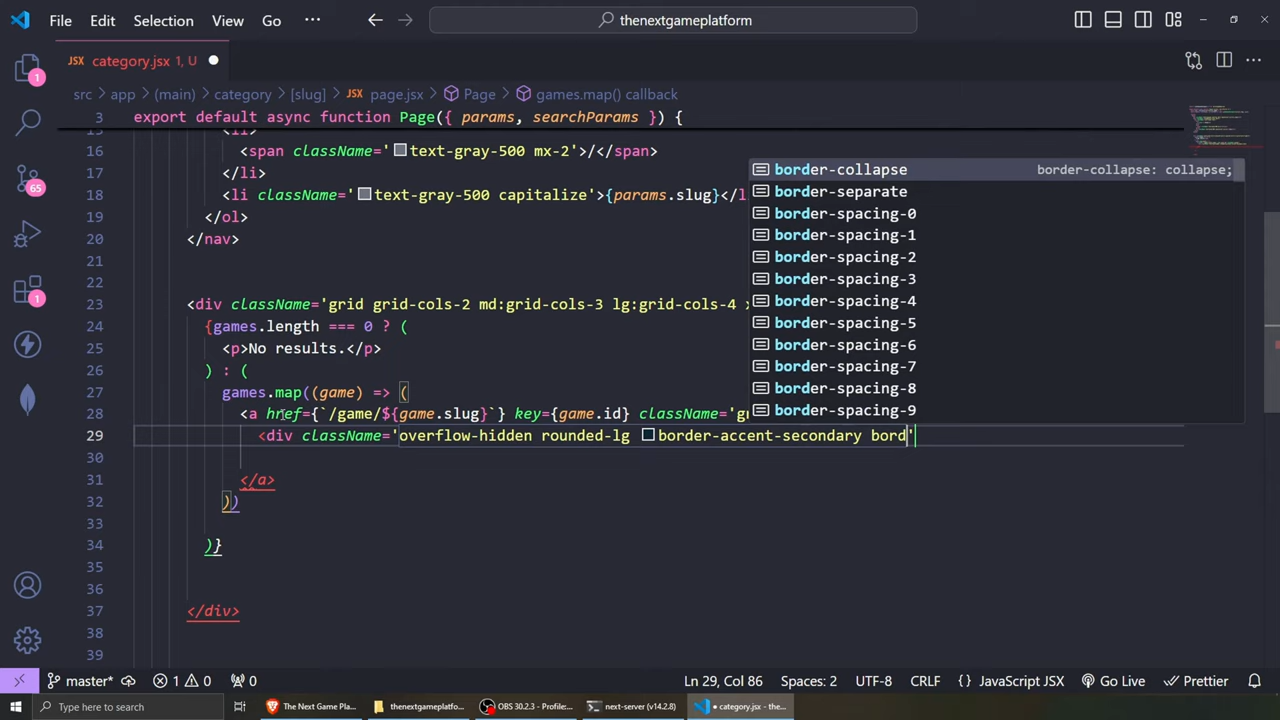 File Edit Selection View Go ··· thenextgameplatform
JSX category.jsx 1, U
src > app > (main) > category > [slug] > JSX page.jsx > Page > games.map() callback
3 export default async function Page({ params, searchParams }) {
15 <li>
16 <span className='text-gray-500 mx-2'>/</span>
17 </li>
18 <li className='text-gray-500 capitalize'>{params.slug}</l
19 </ol>
20 </nav>
21
22
23 <div className='grid grid-cols-2 md:grid-cols-3 lg:grid-cols-4 x
24 {games.length === 0 ? (
25 <p>No results.</p>
26 ) : (
27 games.map((game) => (
28 <a href={`/game/${game.slug}`} key={game.id} className='g
29 <div className='overflow-hidden rounded-lg border-accent-secondary bord'
30
31 </a>
32 ))
33
34 )}
35
36
37 </div>
38
39
border-collapse border-collapse: collapse;
border-separate
border-spacing-0
border-spacing-1
border-spacing-2
border-spacing-3
border-spacing-4
border-spacing-5
border-spacing-6
border-spacing-7
border-spacing-8
border-spacing-9
1
65
1
master* 1 0 0 Ln 29, Col 86 Spaces: 2 UTF-8 CRLF {} JavaScript JSX Go Live Prettier
Type here to search The Next Game Pla... thenextgameplatfo... OBS 30.2.3 - Profile:... next-server (v14.2.8) • category.jsx - the...